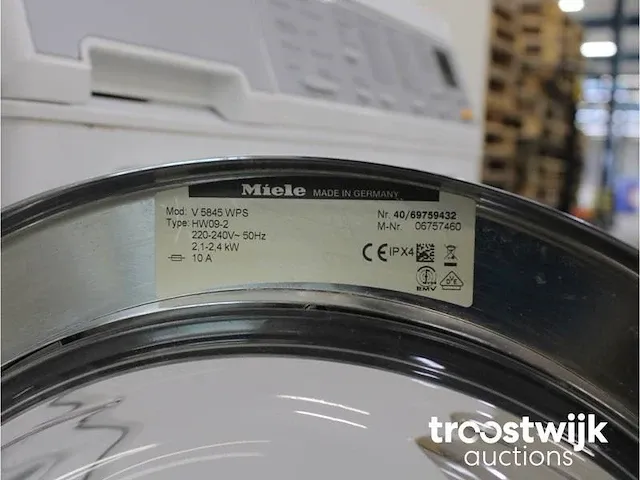 Miele MADE IN GERMANY
Mod: V 5845 WPS
Type: HW09-2
220-240V~ 50Hz
2,1-2,4 kW
10 A
Nr. 40/69759432
M-Nr. 06757460
CE IPX4
EMV
troostwijk
auctions